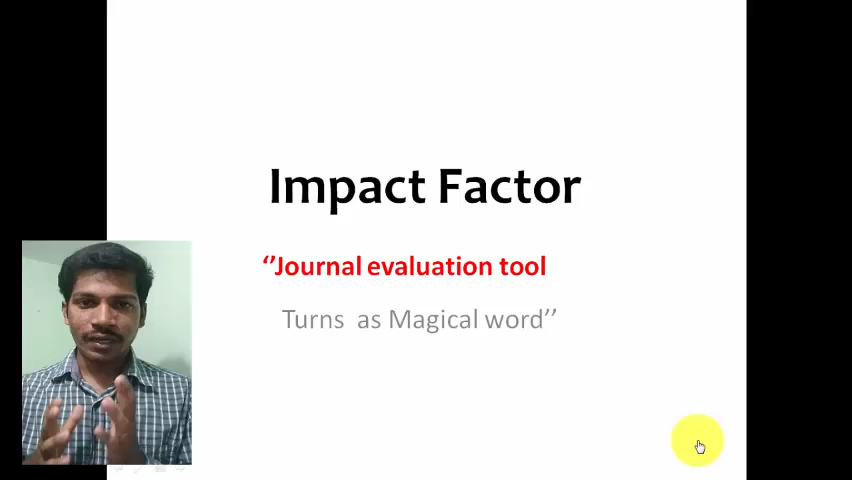 Impact Factor
‘’Journal evaluation tool
Turns as Magical word’’